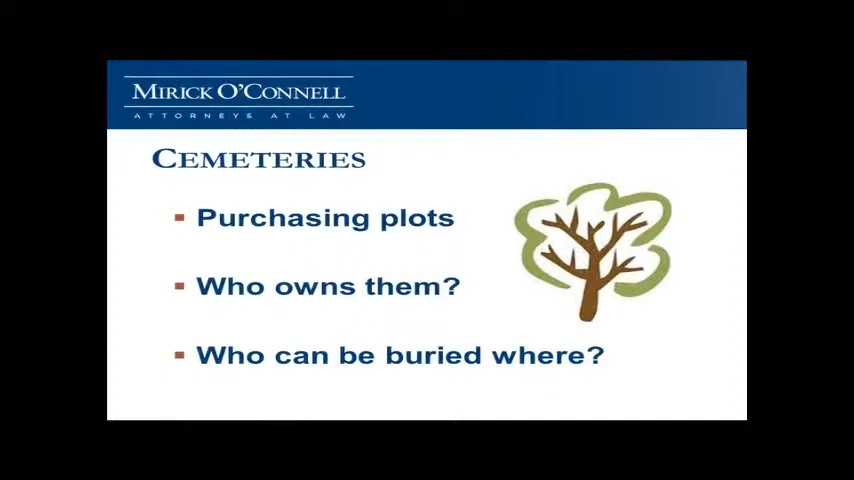 MIRICK O'CONNELL
ATTORNEYS AT LAW
CEMETERIES
Purchasing plots
Who owns them?
Who can be buried where?